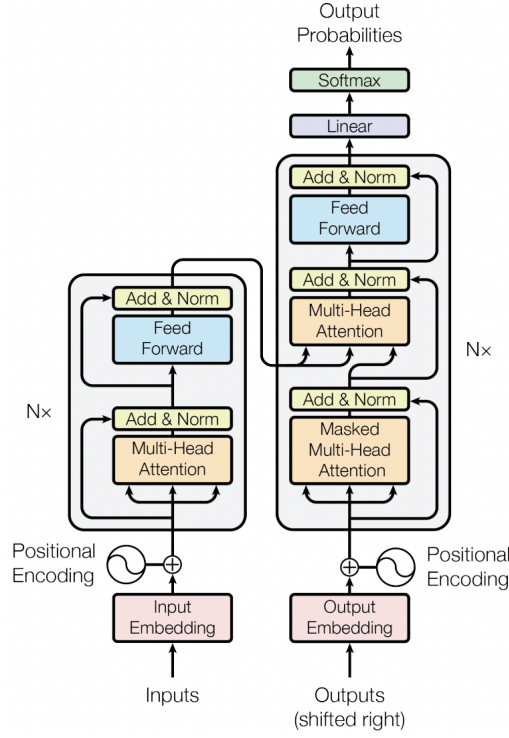 Output
Probabilities
Softmax
Linear
Add & Norm
Feed
Forward
Add & Norm
Multi-Head
Attention
Add & Norm
Masked
Multi-Head
Attention
N×
Add & Norm
Feed
Forward
Add & Norm
Multi-Head
Attention
N×
Positional
Encoding
Positional
Encoding
Input
Embedding
Output
Embedding
Inputs
Outputs
(shifted right)